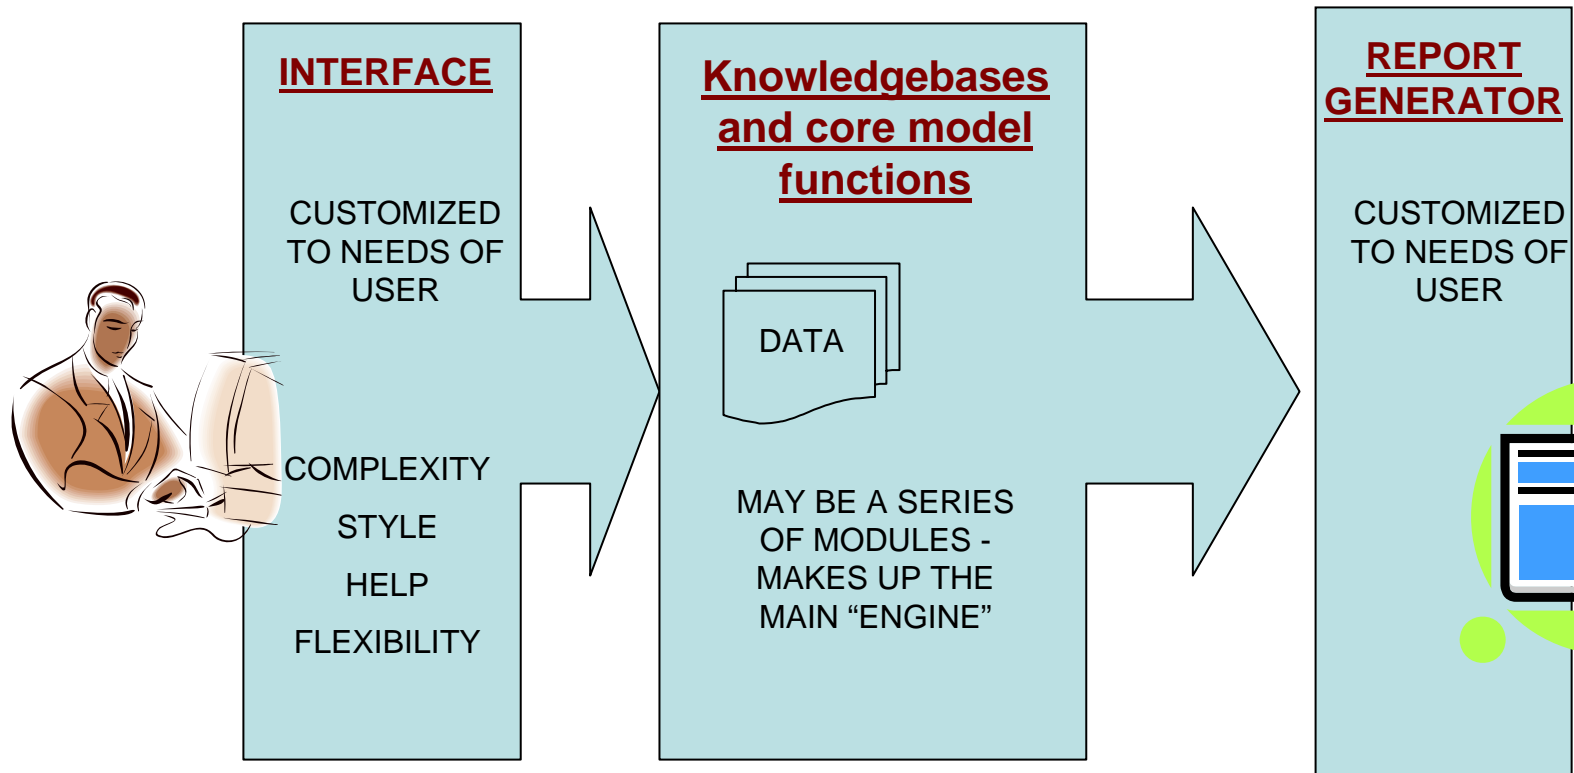 INTERFACE
CUSTOMIZED
TO NEEDS OF
USER
COMPLEXITY
STYLE
HELP
FLEXIBILITY
Knowledgebases
and core model
functions
DATA
MAY BE A SERIES
OF MODULES -
MAKES UP THE
MAIN “ENGINE”
REPORT
GENERATOR
CUSTOMIZED
TO NEEDS OF
USER